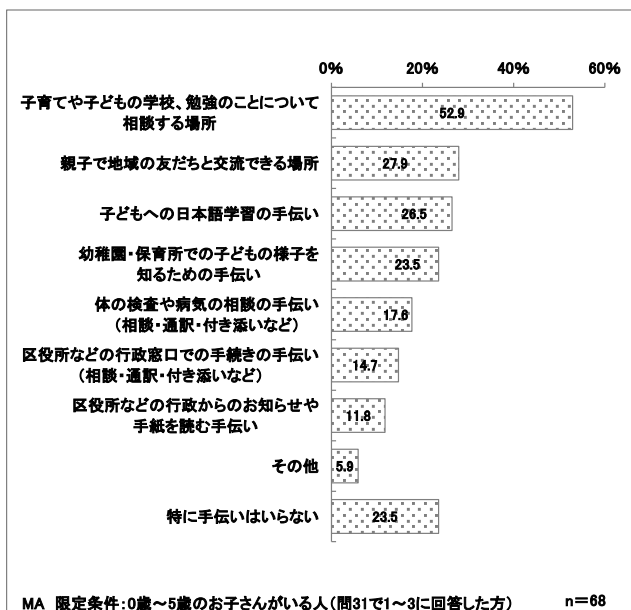 0%
20%
40%
60%
子育てや子どもの学校、勉強のことについて
相談する場所
52.9
親子で地域の友だちと交流できる場所
27.9
子どもへの日本語学習の手伝い
26.5
幼稚園・保育所での子どもの様子を
知るための手伝い
23.5
体の検査や病気の相談の手伝い
（相談・通訳・付き添いなど）
17.6
区役所などの行政窓口での手続きの手伝い
（相談・通訳・付き添いなど）
14.7
区役所などの行政からのお知らせや
手紙を読む手伝い
11.8
その他
5.9
特に手伝いはいらない
23.5
MA 限定条件：0歳～5歳のお子さんがいる人（問31で1～3に回答した方） n＝68